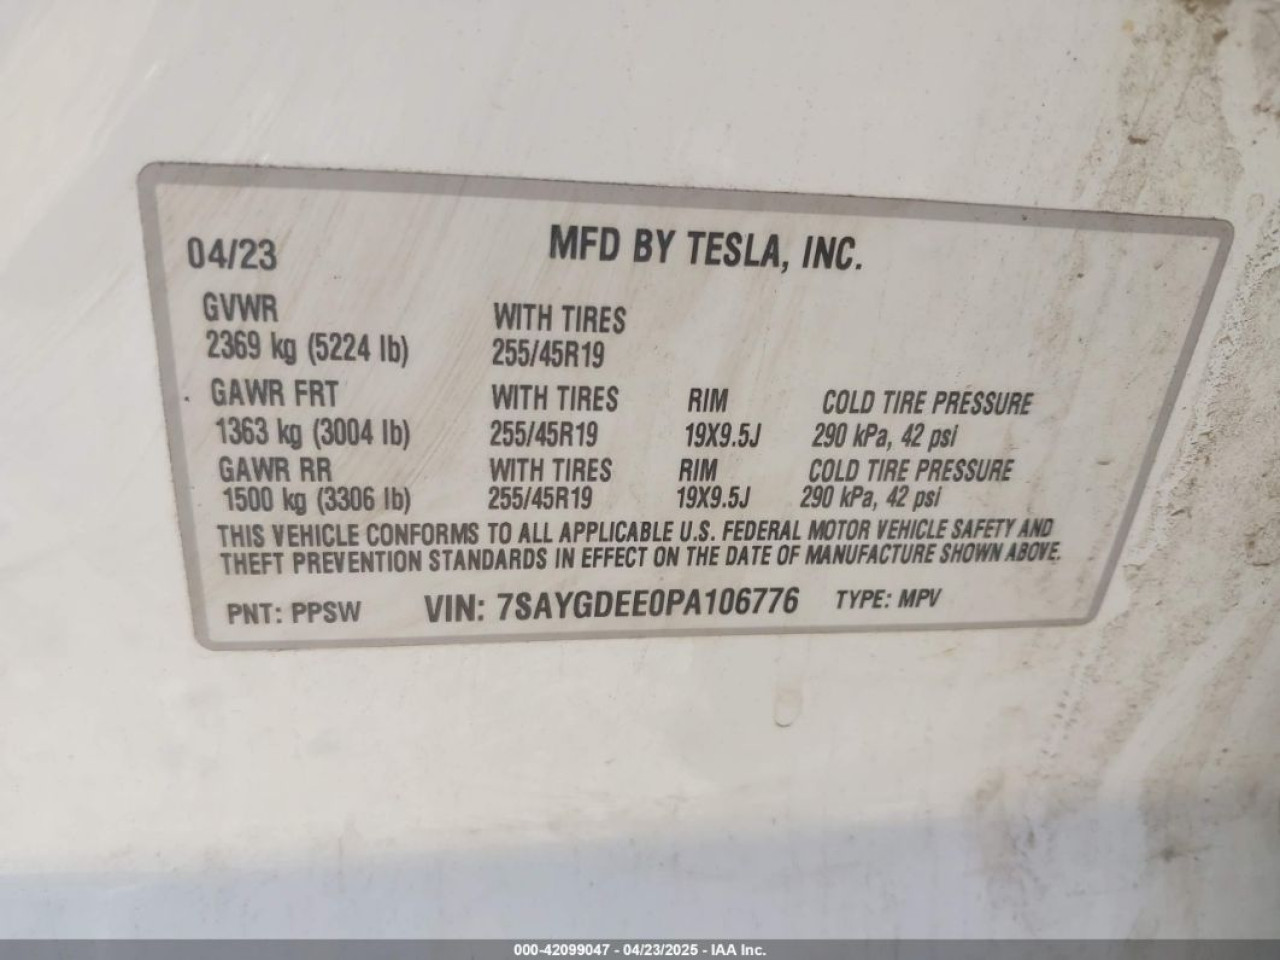 04/23 MFD BY TESLA, INC.
GVWR WITH TIRES
2369 kg (5224 lb) 255/45R19
GAWR FRT WITH TIRES RIM COLD TIRE PRESSURE
1363 kg (3004 lb) 255/45R19 19X9.5J 290 kPa, 42 psi
GAWR RR WITH TIRES RIM COLD TIRE PRESSURE
1500 kg (3306 lb) 255/45R19 19X9.5J 290 kPa, 42 psi
THIS VEHICLE CONFORMS TO ALL APPLICABLE U.S. FEDERAL MOTOR VEHICLE SAFETY AND
THEFT PREVENTION STANDARDS IN EFFECT ON THE DATE OF MANUFACTURE SHOWN ABOVE.
PNT: PPSW VIN: 7SAYGDEE0PA106776 TYPE: MPV
000-42099047 - 04/23/2025 - IAA Inc.